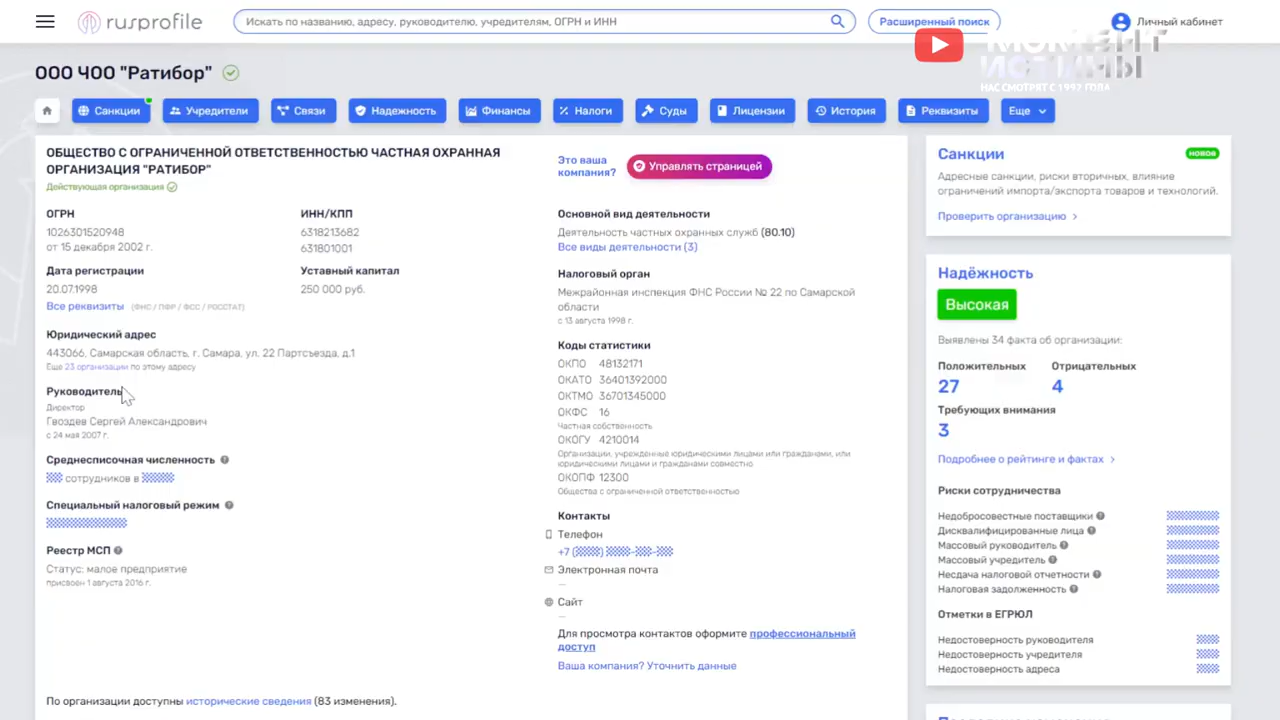 rusprofile
Искать по названию, адресу, руководителю, учредителям, ОГРН и ИНН
Расширенный поиск
Личный кабинет
МОМЕНТ
ИСТИНЫ
НАС СМОТРЯТ С 1992 ГОДА
ООО ЧОО "Ратибор"
Санкции
Учредители
Связи
Надежность
Финансы
Налоги
Суды
Лицензии
История
Реквизиты
Еще
ОБЩЕСТВО С ОГРАНИЧЕННОЙ ОТВЕТСТВЕННОСТЬЮ ЧАСТНАЯ ОХРАННАЯ
ОРГАНИЗАЦИЯ "РАТИБОР"
Действующая организация
ОГРН
1026301520948
от 15 декабря 2002 г.
ИНН/КПП
6318213682
631801001
Дата регистрации
20.07.1998
Уставный капитал
250 000 руб.
Все реквизиты (ФНС / ПФР / ФСС / РОССТАТ)
Юридический адрес
443066, Самарская область, г. Самара, ул. 22 Партсъезда, д.1
Еще 23 организации по этому адресу
Руководитель
Директор
Гвоздев Сергей Александрович
с 24 мая 2007 г.
Среднесписочная численность
сотрудников в
Специальный налоговый режим
Реестр МСП
Статус: малое предприятие
присвоен 1 августа 2016 г.
По организации доступны исторические сведения (83 изменения).
Это ваша
компания?
Управлять страницей
Основной вид деятельности
Деятельность частных охранных служб (80.10)
Все виды деятельности (3)
Налоговый орган
Межрайонная инспекция ФНС России № 22 по Самарской
области
с 13 августа 1998 г.
Коды статистики
ОКПО 48132171
ОКАТО 36401392000
ОКТМО 36701345000
ОКФС 16
Частная собственность
ОКОГУ 4210014
Организации, учрежденные юридическими лицами или гражданами, или
юридическими лицами и гражданами совместно
ОКОПФ 12300
Общества с ограниченной ответственностью
Контакты
Телефон
+7 (
Электронная почта
—
Сайт
—
Для просмотра контактов оформите профессиональный
доступ
Ваша компания? Уточнить данные
Санкции
НОВОЕ
Адресные санкции, риски вторичных, влияние
ограничений импорта/экспорта товаров и технологий.
Проверить организацию
Надёжность
Высокая
Выявлены 34 факта об организации:
Положительных
27
Отрицательных
4
Требующих внимания
3
Подробнее о рейтинге и фактах
Риски сотрудничества
Недобросовестные поставщики
Дисквалифицированные лица
Массовый руководитель
Массовый учредитель
Несдача налоговой отчетности
Налоговая задолженность
Отметки в ЕГРЮЛ
Недостоверность руководителя
Недостоверность учредителя
Недостоверность адреса